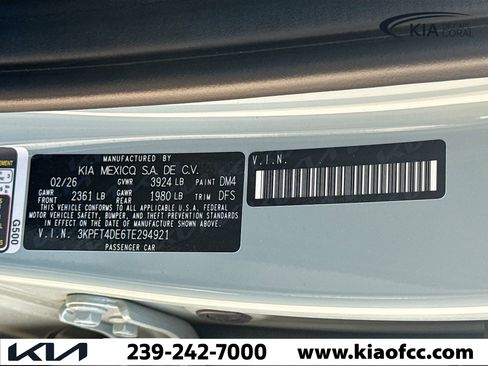 KIA OF CAPE CORAL
MANUFACTURED BY
KIA MEXICO, S.A. DE C.V.
02/26 GVWR 3924 LB PAINT DM4
GAWR FRONT 2361 LB GAWR REAR 1980 LB TRIM DFS
THIS VEHICLE CONFORMS TO ALL APPLICABLE U.S.A. FEDERAL
MOTOR VEHICLE SAFETY, BUMPER, AND THEFT PREVENTION STANDARDS
IN EFFECT ON THE DATE OF MANUFACTURE SHOWN ABOVE.
V.I.N. 3KPFT4DE6TE294921
PASSENGER CAR
V.I.N.
G500
KIA
239-242-7000
www.kiaofcc.com